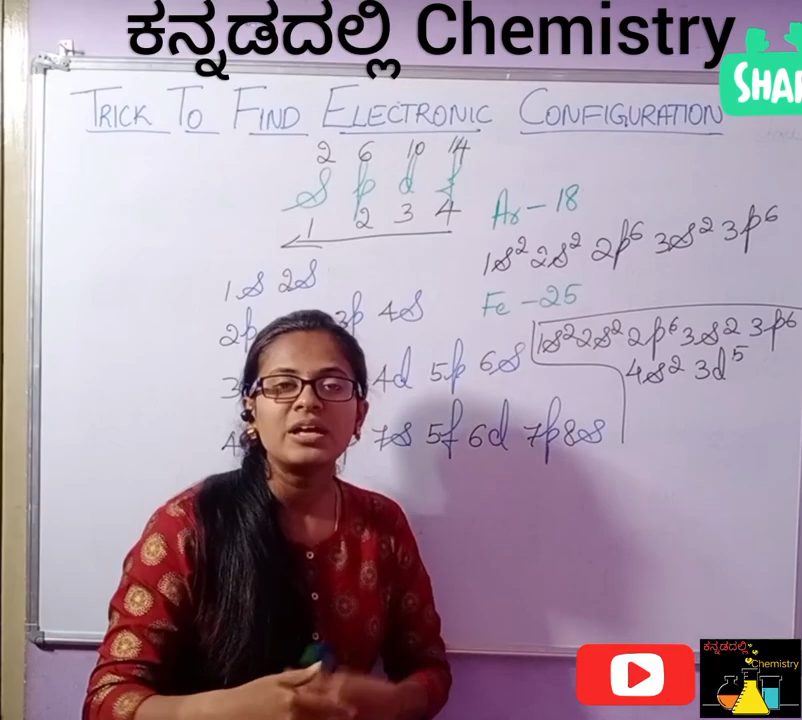 ಕನ್ನಡದಲ್ಲಿ Chemistry
TRICK TO FIND ELECTRONIC CONFIGURATION
2 6 10 14
s p d f
1 2 3 4
Ar - 18
1s² 2s² 2p⁶ 3s² 3p⁶
Fe - 25
1s² 2s² 2p⁶ 3s² 3p⁶
4s² 3d⁵
1s 2s
2p 3p 4s
3 4d 5p 6s
4 7s 5f 6d 7p 8s
ಕನ್ನಡದಲ್ಲಿ
Chemistry